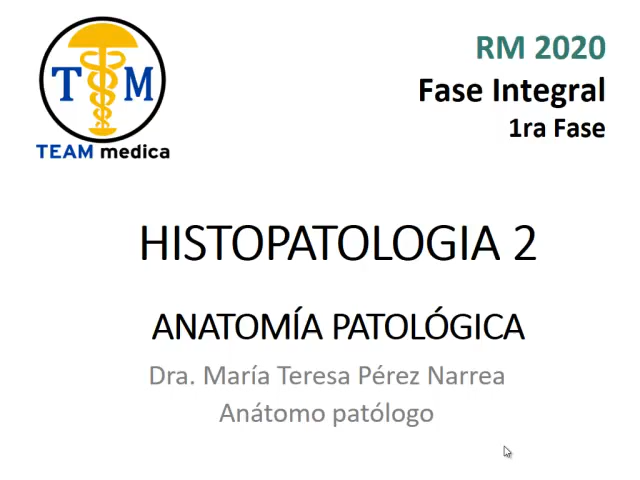 T M
TEAM medica
RM 2020
Fase Integral
1ra Fase
HISTOPATOLOGIA 2
ANATOMÍA PATOLÓGICA
Dra. María Teresa Pérez Narrea
Anátomo patólogo